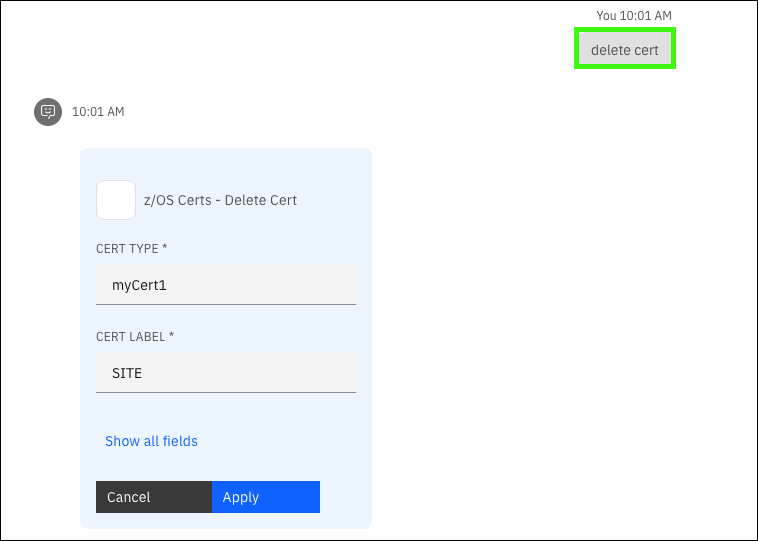 You 10:01 AM
delete cert
10:01 AM
z/OS Certs - Delete Cert
CERT TYPE *
myCert1
CERT LABEL *
SITE
Show all fields
Cancel Apply